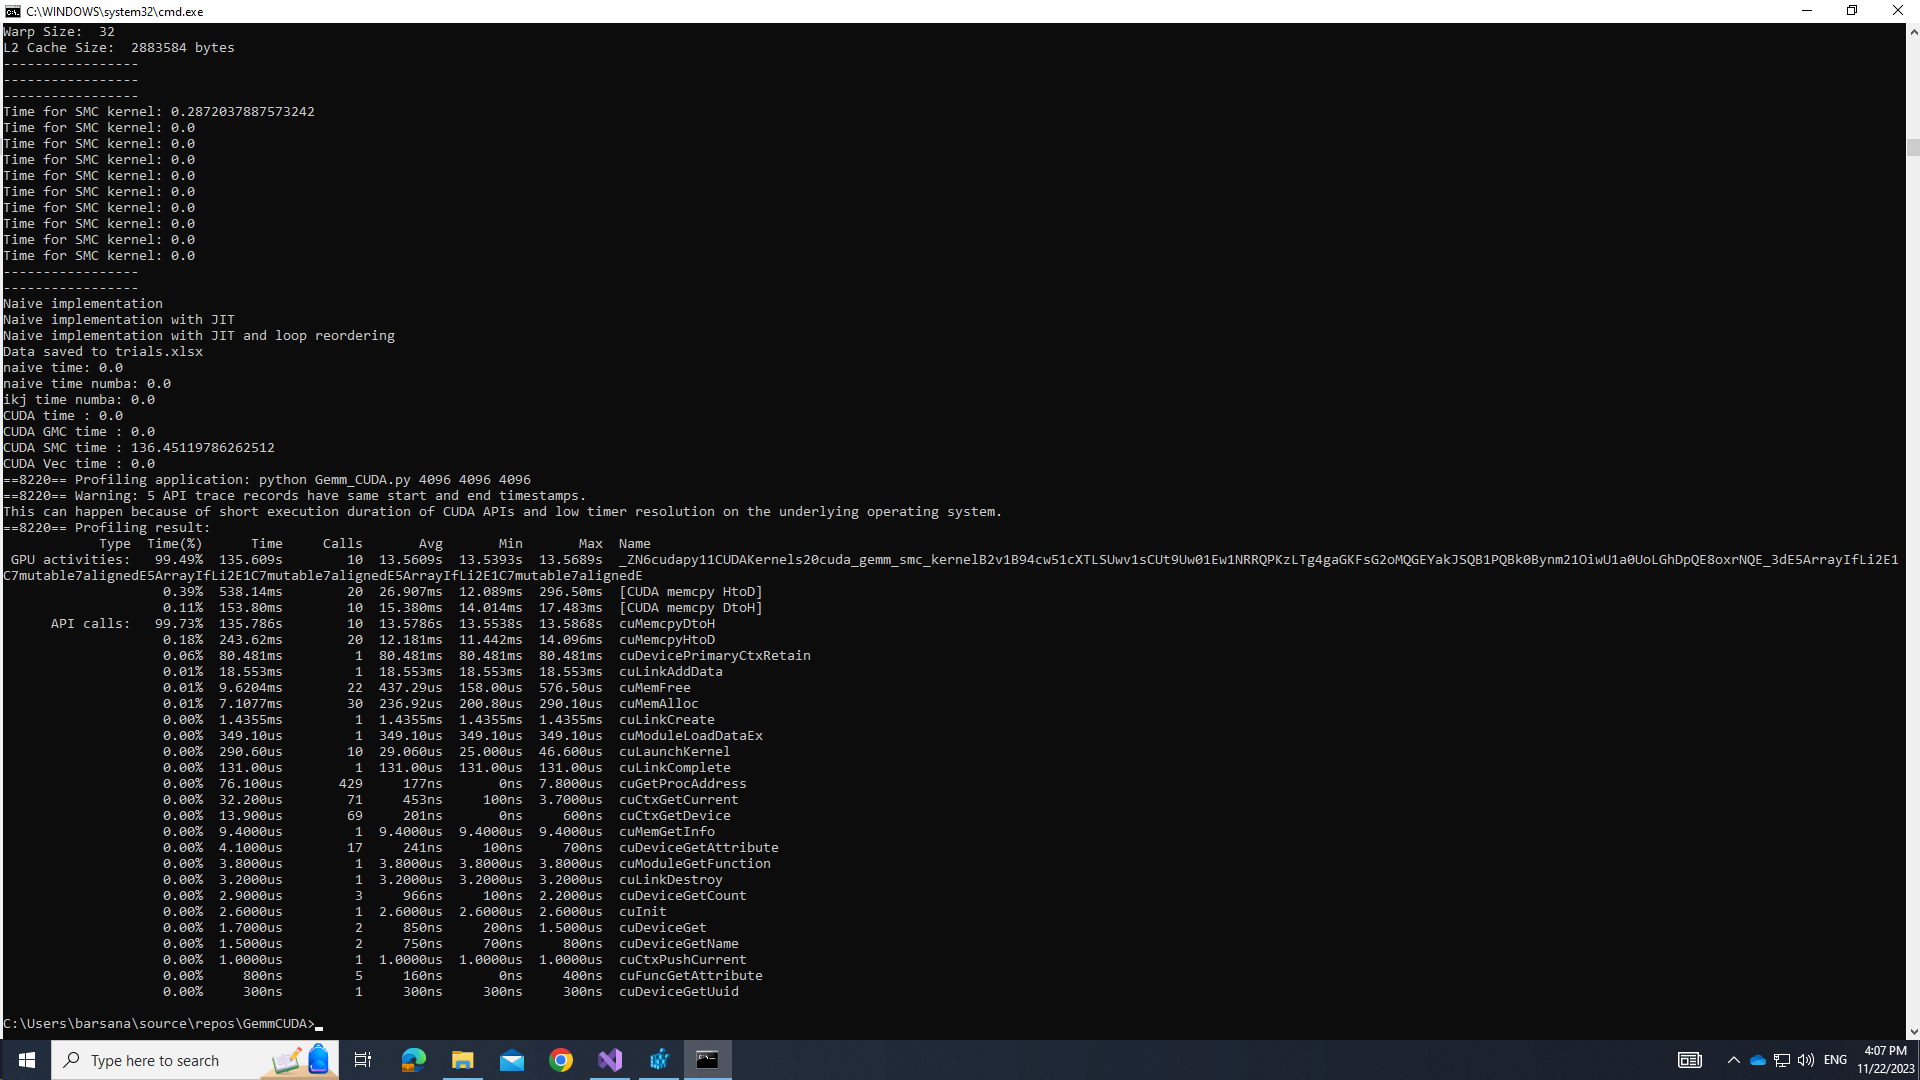 C:\WINDOWS\system32\cmd.exe
Warp Size:  32
L2 Cache Size:  2883584 bytes
-----------------
-----------------
-----------------
Time for SMC kernel: 0.2872037887573242
Time for SMC kernel: 0.0
Time for SMC kernel: 0.0
Time for SMC kernel: 0.0
Time for SMC kernel: 0.0
Time for SMC kernel: 0.0
Time for SMC kernel: 0.0
Time for SMC kernel: 0.0
Time for SMC kernel: 0.0
Time for SMC kernel: 0.0
-----------------
-----------------
Naive implementation
Naive implementation with JIT
Naive implementation with JIT and loop reordering
Data saved to trials.xlsx
naive time: 0.0
naive time numba: 0.0
ikj time numba: 0.0
CUDA time : 0.0
CUDA GMC time : 0.0
CUDA SMC time : 136.45119786262512
CUDA Vec time : 0.0
==8220== Profiling application: python Gemm_CUDA.py 4096 4096 4096
==8220== Warning: 5 API trace records have same start and end timestamps.
This can happen because of short execution duration of CUDA APIs and low timer resolution on the underlying operating system.
==8220== Profiling result:
            Type  Time(%)      Time     Calls       Avg       Min       Max  Name
 GPU activities:   99.49%  135.609s        10  13.5609s  13.5393s  13.5689s  _ZN6cudapy11CUDAKernels20cuda_gemm_smc_kernelB2v1B94cw51cXTLSUwv1sCUt9Uw01Ew1NRRQPKzLTg4gaGKFsG2oMQGEYakJSQB1PQBk0Bynm21OiwU1a0UoLGhDpQE8oxrNQE_3dE5ArrayIfLi2E1
C7mutable7alignedE5ArrayIfLi2E1C7mutable7alignedE5ArrayIfLi2E1C7mutable7alignedE
                    0.39%  538.14ms        20  26.907ms  12.089ms  296.50ms  [CUDA memcpy HtoD]
                    0.11%  153.80ms        10  15.380ms  14.014ms  17.483ms  [CUDA memcpy DtoH]
      API calls:   99.73%  135.786s        10  13.5786s  13.5538s  13.5868s  cuMemcpyDtoH
                    0.18%  243.62ms        20  12.181ms  11.442ms  14.096ms  cuMemcpyHtoD
                    0.06%  80.481ms         1  80.481ms  80.481ms  80.481ms  cuDevicePrimaryCtxRetain
                    0.01%  18.553ms         1  18.553ms  18.553ms  18.553ms  cuLinkAddData
                    0.01%  9.6204ms        22  437.29us  158.00us  576.50us  cuMemFree
                    0.01%  7.1077ms        30  236.92us  200.80us  290.10us  cuMemAlloc
                    0.00%  1.4355ms         1  1.4355ms  1.4355ms  1.4355ms  cuLinkCreate
                    0.00%  349.10us         1  349.10us  349.10us  349.10us  cuModuleLoadDataEx
                    0.00%  290.60us        10  29.060us  25.000us  46.600us  cuLaunchKernel
                    0.00%  131.00us         1  131.00us  131.00us  131.00us  cuLinkComplete
                    0.00%  76.100us       429     177ns       0ns  7.8000us  cuGetProcAddress
                    0.00%  32.200us        71     453ns     100ns  3.7000us  cuCtxGetCurrent
                    0.00%  13.900us        69     201ns       0ns     600ns  cuCtxGetDevice
                    0.00%  9.4000us         1  9.4000us  9.4000us  9.4000us  cuMemGetInfo
                    0.00%  4.1000us        17     241ns     100ns     700ns  cuDeviceGetAttribute
                    0.00%  3.8000us         1  3.8000us  3.8000us  3.8000us  cuModuleGetFunction
                    0.00%  3.2000us         1  3.2000us  3.2000us  3.2000us  cuLinkDestroy
                    0.00%  2.9000us         3     966ns     100ns  2.2000us  cuDeviceGetCount
                    0.00%  2.6000us         1  2.6000us  2.6000us  2.6000us  cuInit
                    0.00%  1.7000us         2     850ns     200ns  1.5000us  cuDeviceGet
                    0.00%  1.5000us         2     750ns     700ns     800ns  cuDeviceGetName
                    0.00%  1.0000us         1  1.0000us  1.0000us  1.0000us  cuCtxPushCurrent
                    0.00%     800ns         5     160ns       0ns     400ns  cuFuncGetAttribute
                    0.00%     300ns         1     300ns     300ns     300ns  cuDeviceGetUuid
C:\Users\barsana\source\repos\GemmCUDA>
Type here to search
ENG
4:07 PM
11/22/2023